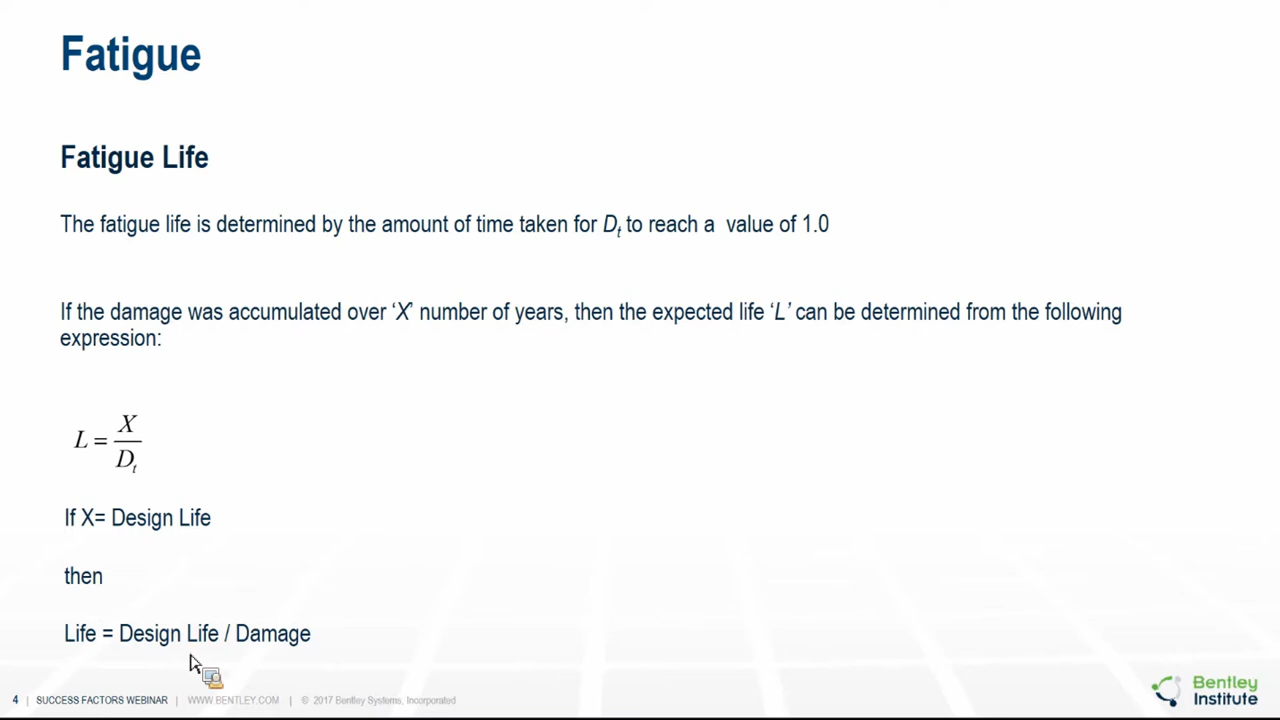 Fatigue
Fatigue Life
The fatigue life is determined by the amount of time taken for Dt to reach a value of 1.0
If the damage was accumulated over ‘X’ number of years, then the expected life ‘L’ can be determined from the following
expression:
L = X / Dt
If X= Design Life
then
Life = Design Life / Damage
4 | SUCCESS FACTORS WEBINAR | WWW.BENTLEY.COM | © 2017 Bentley Systems, Incorporated
Bentley
Institute